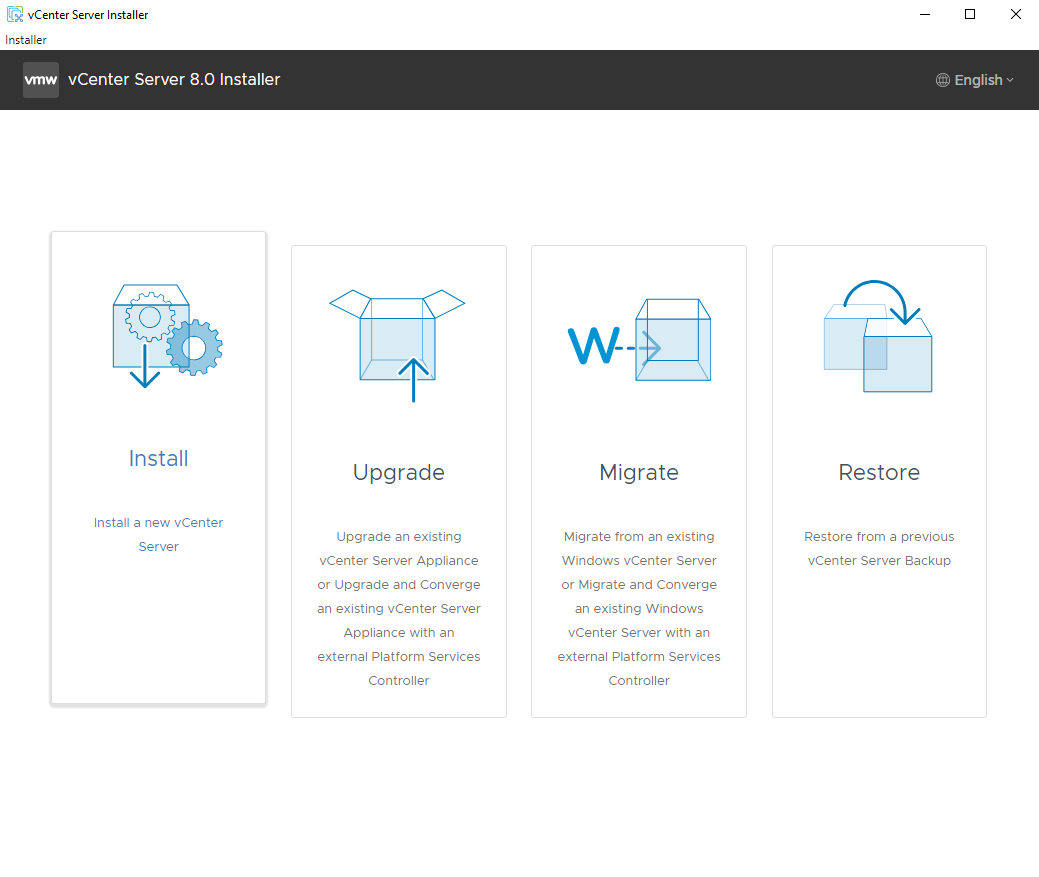 vCenter Server Installer
Installer
vmw vCenter Server 8.0 Installer English
Install
Install a new vCenter
Server
Upgrade
Upgrade an existing
vCenter Server Appliance
or Upgrade and Converge
an existing vCenter Server
Appliance with an
external Platform Services
Controller
W
Migrate
Migrate from an existing
Windows vCenter Server
or Migrate and Converge
an existing Windows
vCenter Server with an
external Platform Services
Controller
Restore
Restore from a previous
vCenter Server Backup